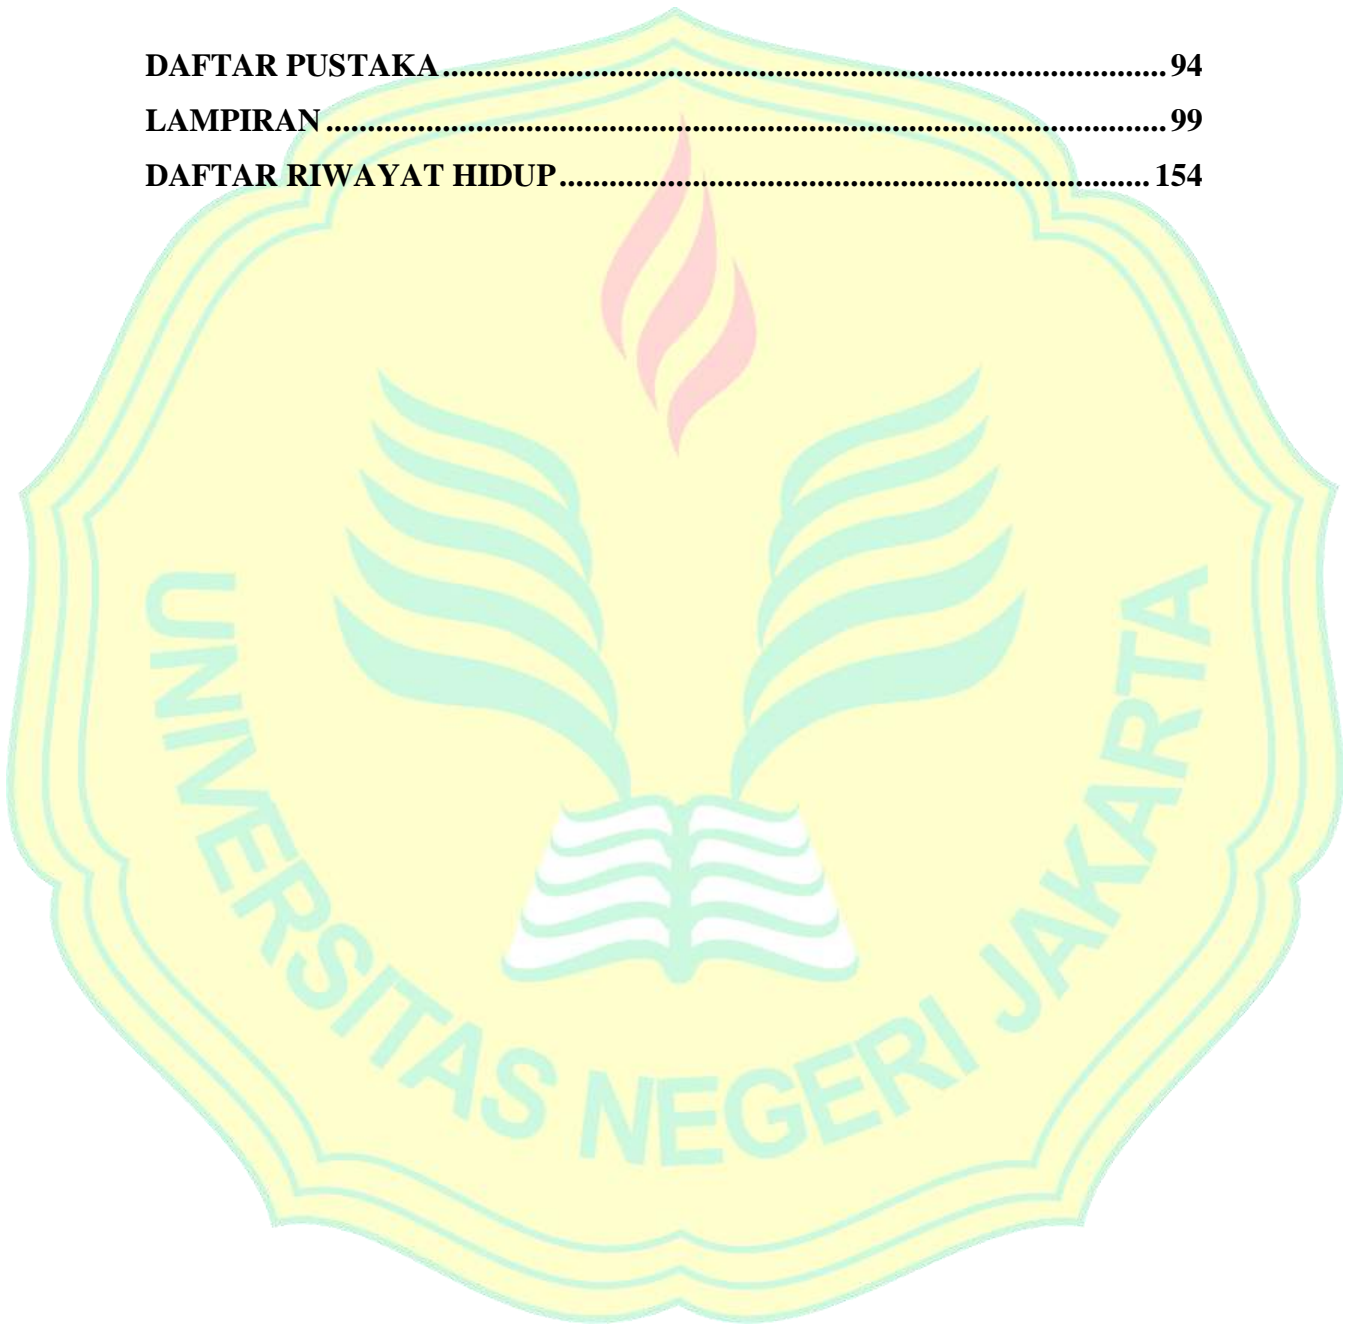 DAFTAR PUSTAKA........................................................................................ 94
LAMPIRAN...................................................................................................... 99
DAFTAR RIWAYAT HIDUP........................................................................ 154
UNIVERSITAS NEGERI JAKARTA